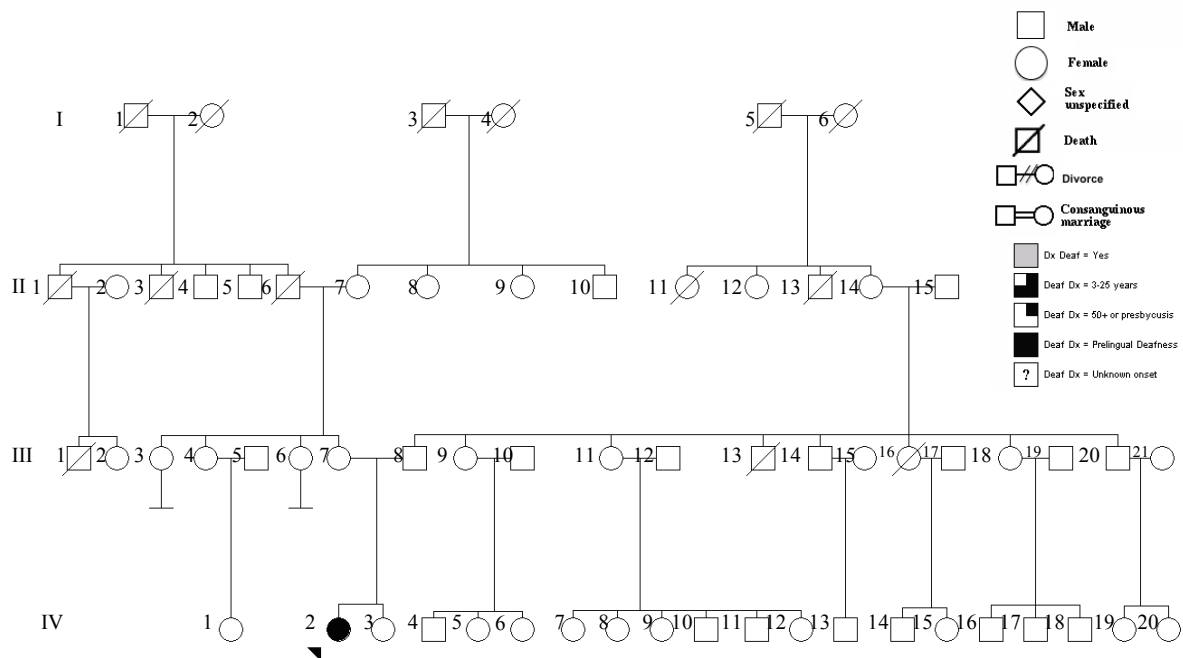 Male
Female
Sex
unspecified
I 1 2 3 4 5 6
Death
Divorce
Consanguinous
marriage
Dx Deaf = Yes
II 1 2 3 4 5 6 7 8 9 10 11 12 13 14 15
Deaf Dx = 3-25 years
Deaf Dx = 50+ or presbycusis
Deaf Dx = Prelingual Deafness
? Deaf Dx = Unknown onset
III 1 2 3 4 5 6 7 8 9 10 11 12 13 14 15 16 17 18 19 20 21
IV 1 2 3 4 5 6 7 8 9 10 11 12 13 14 15 16 17 18 19 20